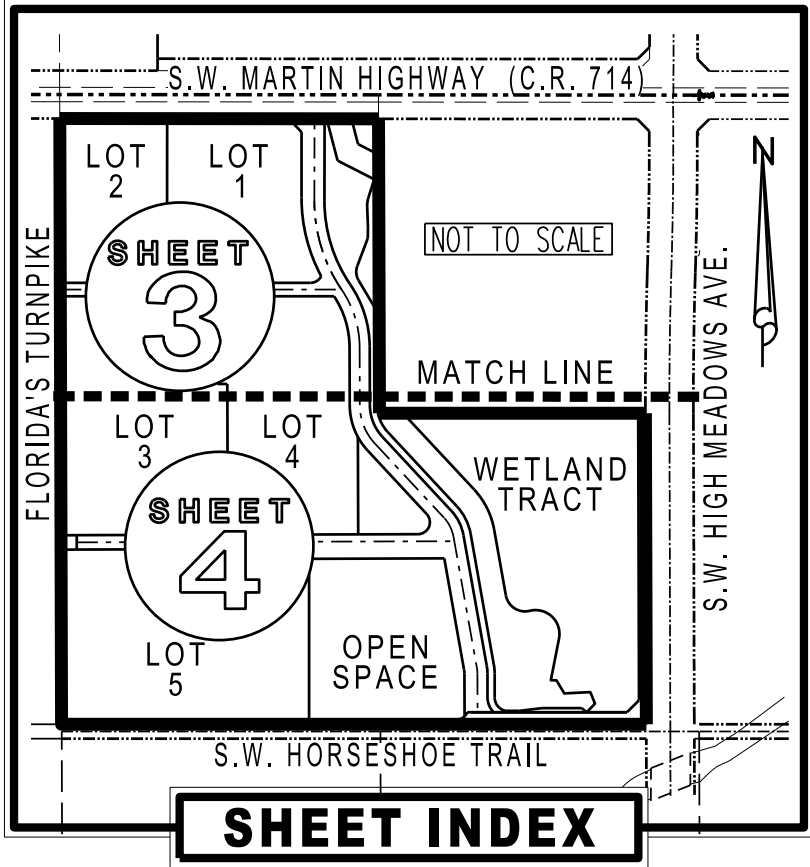 S.W. MARTIN HIGHWAY (C.R. 714)
LOT
2
LOT
1
N
SHEET
3
NOT TO SCALE
FLORIDA'S TURNPIKE
MATCH LINE
S.W. HIGH MEADOWS AVE.
LOT
3
LOT
4
WETLAND
TRACT
SHEET
4
LOT
5
OPEN
SPACE
S.W. HORSESHOE TRAIL
SHEET INDEX